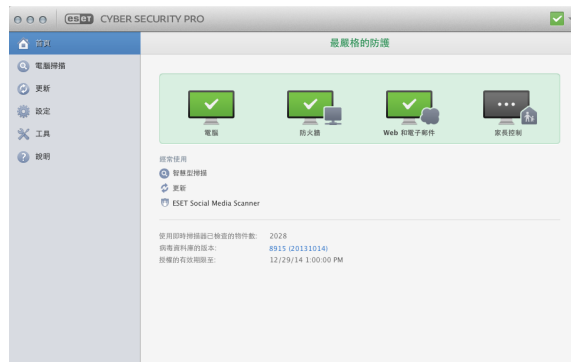 eset CYBER SECURITY PRO
首頁
最嚴格的防護
電腦掃描
更新
設定
工具
說明
電腦
防火牆
Web 和電子郵件
家長控制
經常使用
智慧型掃描
更新
ESET Social Media Scanner
使用即時掃描器已檢查的物件數: 2028
病毒資料庫的版本: 8915 (20131014)
授權的有效期限至: 12/29/14 1:00:00 PM